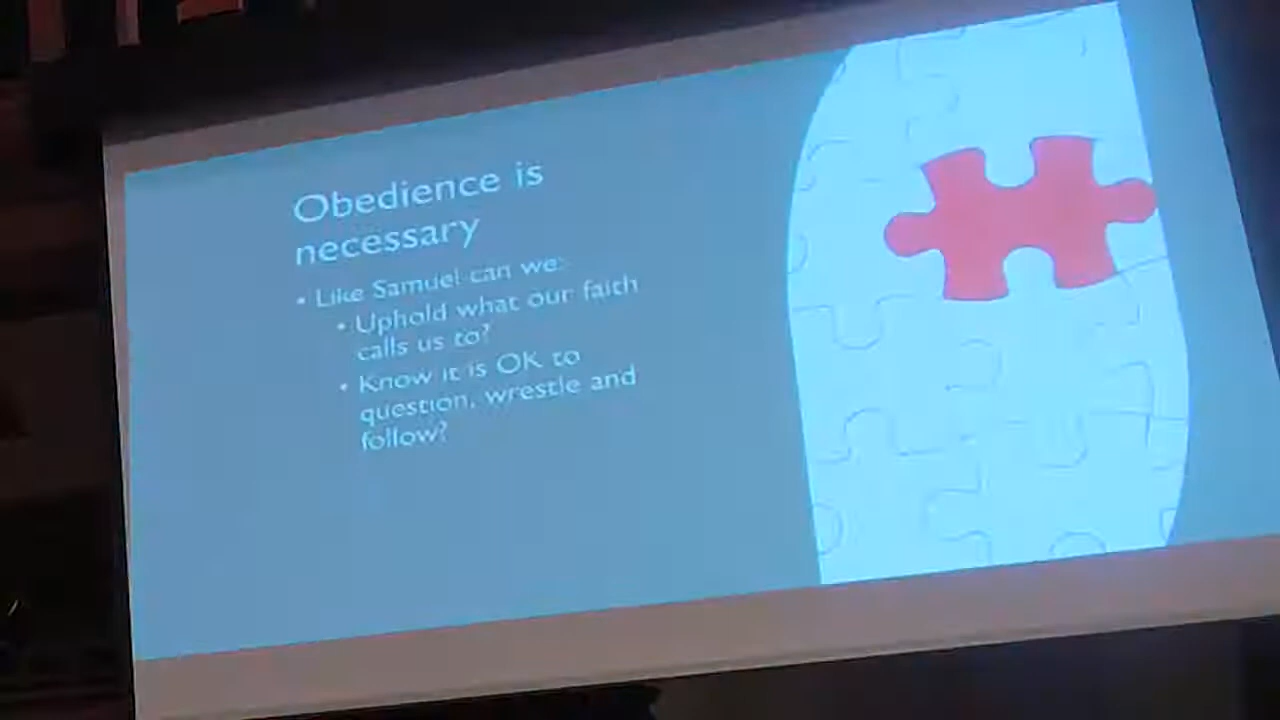 Obedience is
necessary
• Like Samuel can we:
• Uphold what our faith
calls us to?
• Know it is OK to
question, wrestle and
follow?